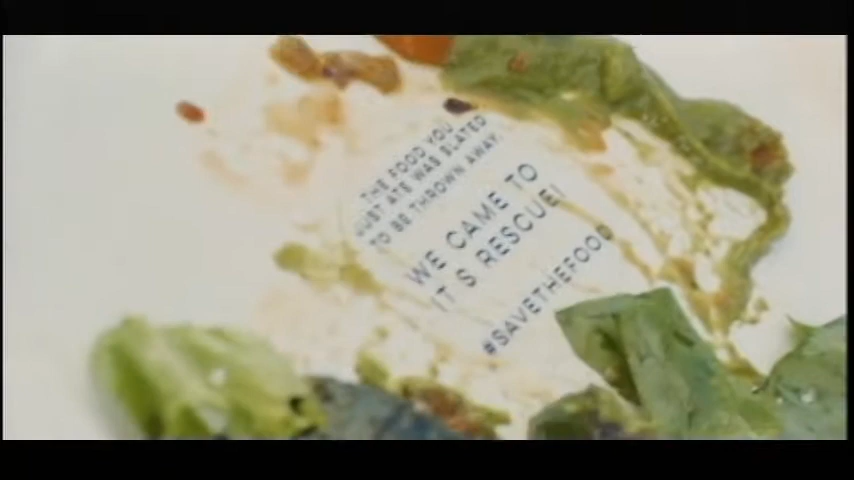 THE FOOD YOU
JUST ATE WAS SLATED
TO BE THROWN AWAY.
WE CAME TO
IT'S RESCUE!
#SAVETHEFOOD